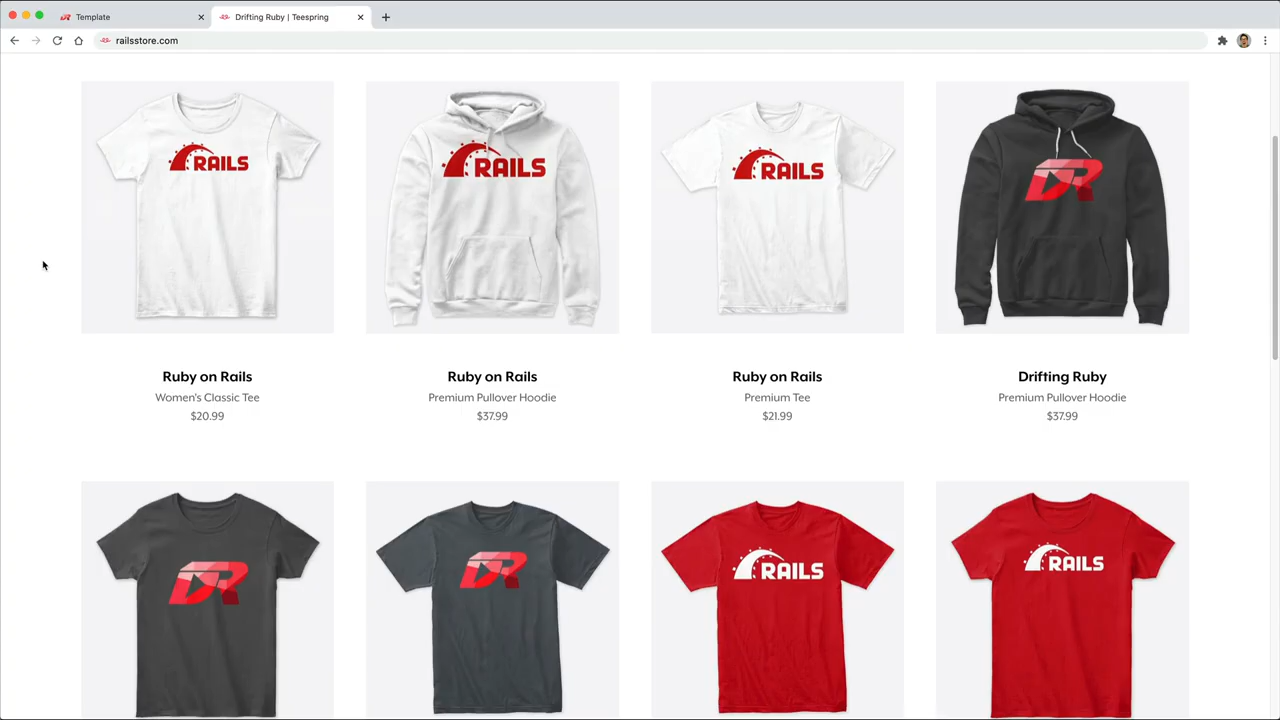 Template
Drifting Ruby | Teespring
railsstore.com
RAILS
RAILS
RAILS
DR
Ruby on Rails
Women's Classic Tee
$20.99
Ruby on Rails
Premium Pullover Hoodie
$37.99
Ruby on Rails
Premium Tee
$21.99
Drifting Ruby
Premium Pullover Hoodie
$37.99
DR
DR
RAILS
RAILS